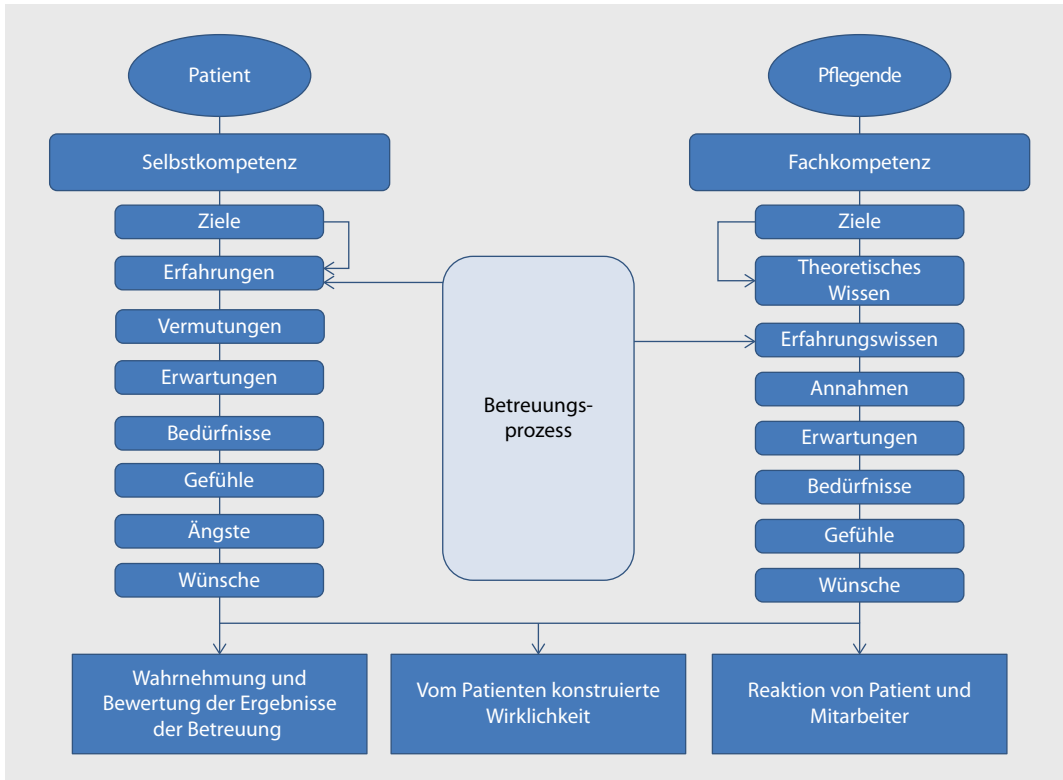 Patient
Selbstkompetenz
Ziele
Erfahrungen
Vermutungen
Erwartungen
Bedürfnisse
Gefühle
Ängste
Wünsche
Betreuungs-
prozess
Pflegende
Fachkompetenz
Ziele
Theoretisches
Wissen
Erfahrungswissen
Annahmen
Erwartungen
Bedürfnisse
Gefühle
Wünsche
Wahrnehmung und
Bewertung der Ergebnisse
der Betreuung
Vom Patienten konstruierte
Wirklichkeit
Reaktion von Patient und
Mitarbeiter